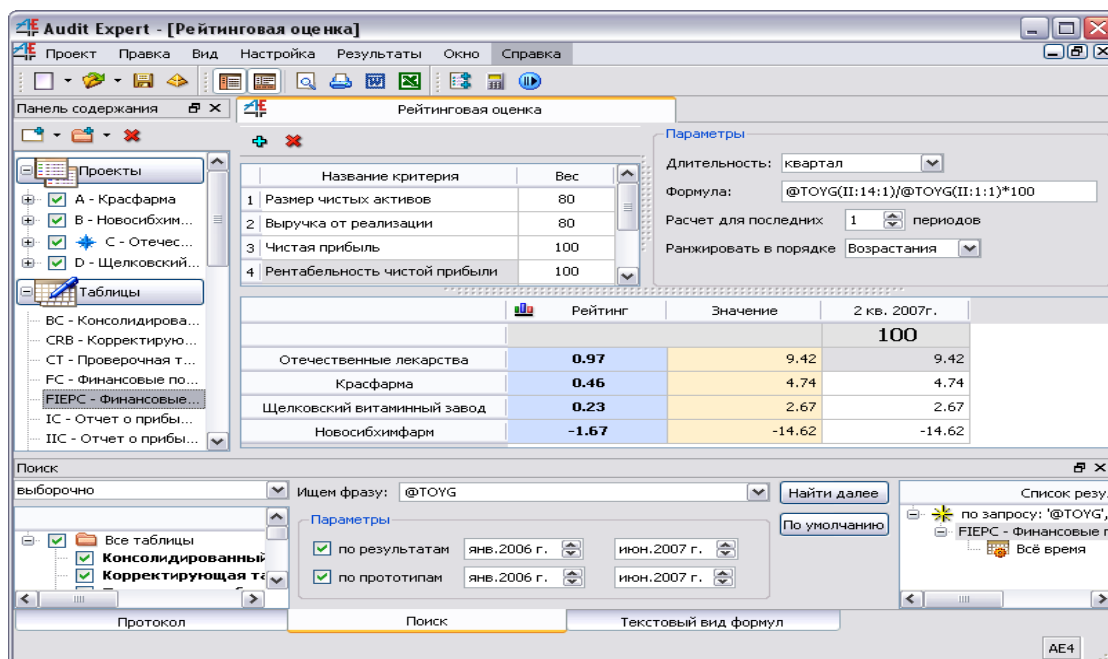 Audit Expert - [Рейтинговая оценка]
Проект Правка Вид Настройка Результаты Окно Справка
Панель содержания
Рейтинговая оценка
Проекты
A - Красфарма
B - Новосибхим...
C - Отечес...
D - Щелковский...
Таблицы
BC - Консолидирова...
CRB - Корректирую...
CT - Проверочная т...
FC - Финансовые по...
FIEPC - Финансовые...
IC - Отчет о прибы...
IIC - Отчет о прибы...
Название критерия Вес
1 Размер чистых активов 80
2 Выручка от реализации 80
3 Чистая прибыль 100
4 Рентабельность чистой прибыли 100
Параметры
Длительность: квартал
Формула: @TOYG(II:14:1)/@TOYG(II:1:1)*100
Расчет для последних 1 периодов
Ранжировать в порядке Возрастания
Рейтинг Значение 2 кв. 2007г.
100
Отечественные лекарства 0.97 9.42 9.42
Красфарма 0.46 4.74 4.74
Щелковский витаминный завод 0.23 2.67 2.67
Новосибхимфарм -1.67 -14.62 -14.62
Поиск
выборочно
Все таблицы
Консолидированный
Корректирующая та
Ищем фразу: @TOYG
Найти далее
По умолчанию
Параметры
по результатам янв.2006 г. июн.2007 г.
по прототипам янв.2006 г. июн.2007 г.
Список резу
по запросу: '@TOYG',
FIEPC - Финансовые п
Всё время
Протокол Поиск Текстовый вид формул
AE4